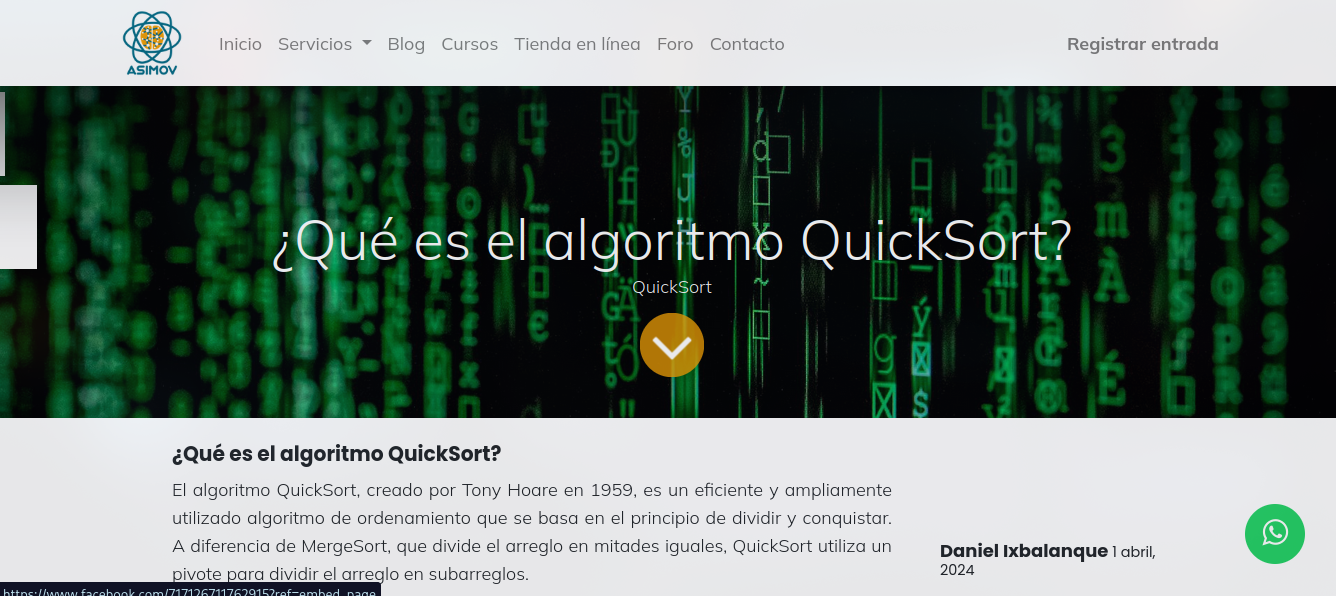 ASIMOV
Inicio Servicios Blog Cursos Tienda en línea Foro Contacto Registrar entrada
¿Qué es el algoritmo QuickSort?
QuickSort
¿Qué es el algoritmo QuickSort?
El algoritmo QuickSort, creado por Tony Hoare en 1959, es un eficiente y ampliamente
utilizado algoritmo de ordenamiento que se basa en el principio de dividir y conquistar.
A diferencia de MergeSort, que divide el arreglo en mitades iguales, QuickSort utiliza un
pivote para dividir el arreglo en subarreglos.
Daniel Ixbalanque 1 abril,
2024
https://www.facebook.com/717126711762915?ref=embed_page